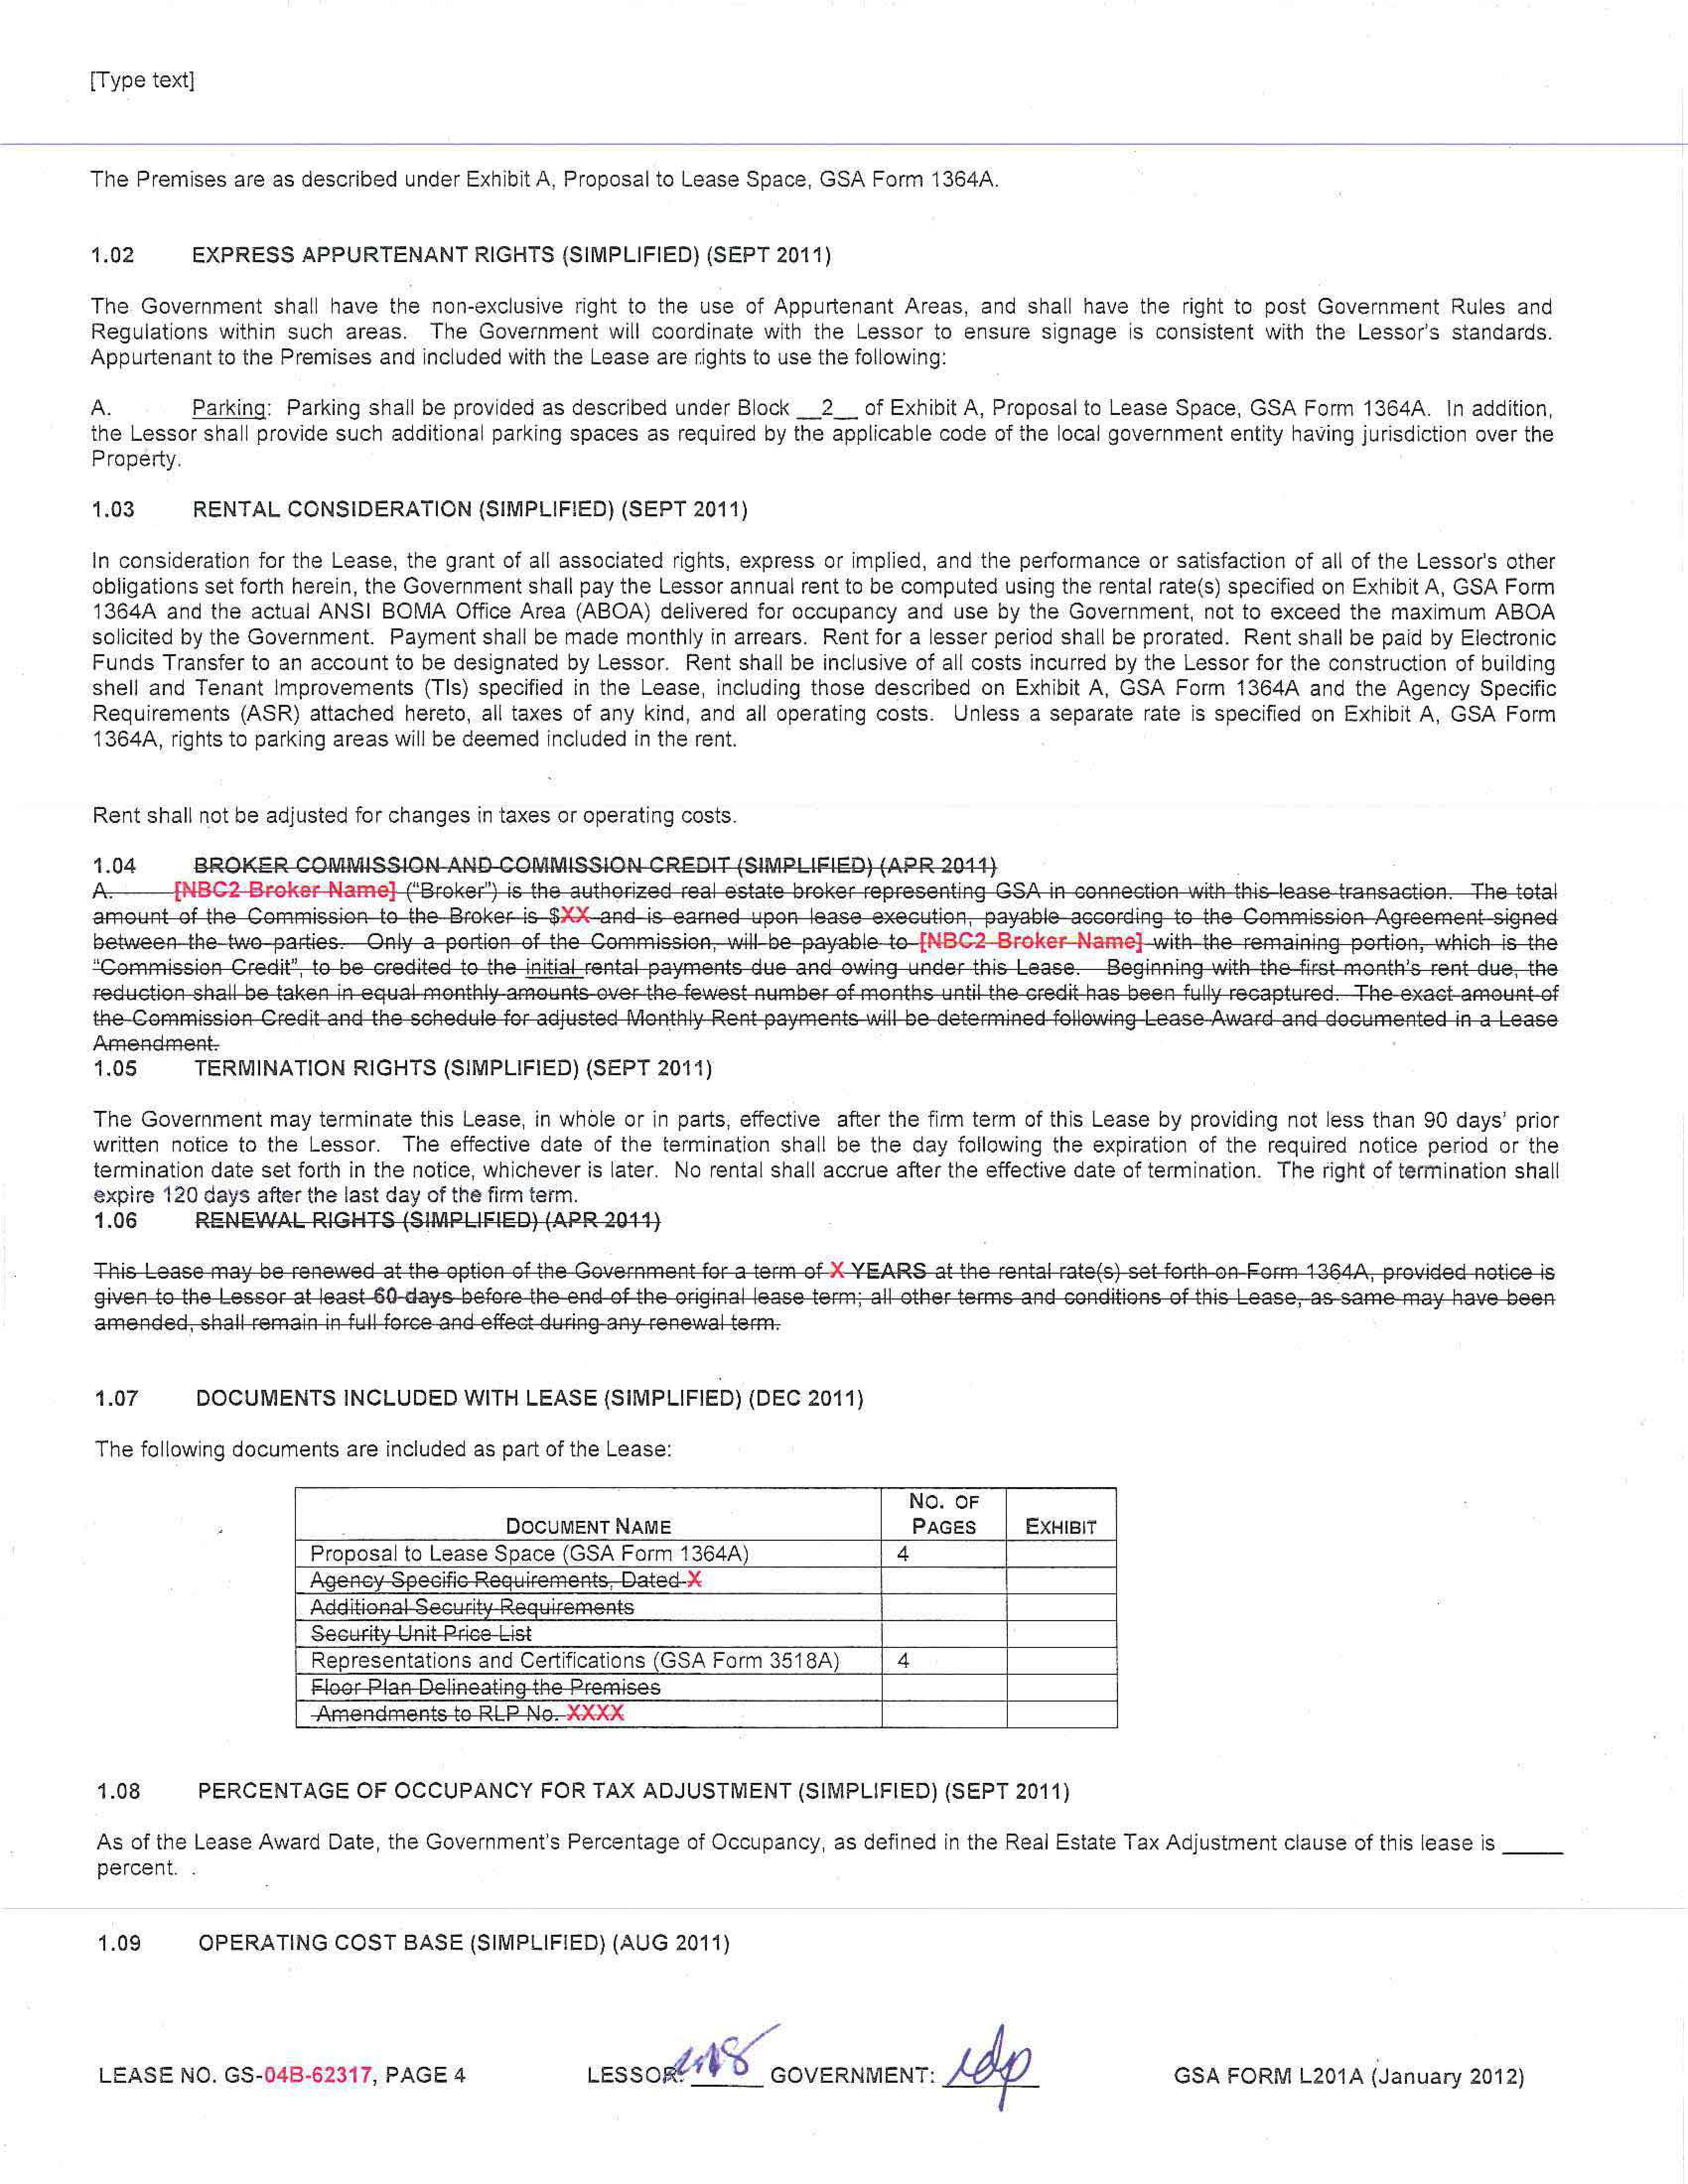 [Type text]
The Premises are as described under Exhibit A, Proposal to Lease Space, GSA Form 1364A.
1.02 EXPRESS APPURTENANT RIGHTS (SIMPLIFIED) (SEPT 2011)
The Government shall have the non-exclusive right to the use of Appurtenant Areas, and shall have the right to post Government Rules and
Regulations within such areas. The Government will coordinate with the Lessor to ensure signage is consistent with the Lessor's standards.
Appurtenant to the Premises and included with the Lease are rights to use the following:
A. Parking: Parking shall be provided as described under Block __2__ of Exhibit A, Proposal to Lease Space, GSA Form 1364A. In addition,
the Lessor shall provide such additional parking spaces as required by the applicable code of the local government entity having jurisdiction over the
Property.
1.03 RENTAL CONSIDERATION (SIMPLIFIED) (SEPT 2011)
In consideration for the Lease, the grant of all associated rights, express or implied, and the performance or satisfaction of all of the Lessor's other
obligations set forth herein, the Government shall pay the Lessor annual rent to be computed using the rental rate(s) specified on Exhibit A, GSA Form
1364A and the actual ANSI BOMA Office Area (ABOA) delivered for occupancy and use by the Government, not to exceed the maximum ABOA
solicited by the Government. Payment shall be made monthly in arrears. Rent for a lesser period shall be prorated. Rent shall be paid by Electronic
Funds Transfer to an account to be designated by Lessor. Rent shall be inclusive of all costs incurred by the Lessor for the construction of building
shell and Tenant Improvements (TIs) specified in the Lease, including those described on Exhibit A, GSA Form 1364A and the Agency Specific
Requirements (ASR) attached hereto, all taxes of any kind, and all operating costs. Unless a separate rate is specified on Exhibit A, GSA Form
1364A, rights to parking areas will be deemed included in the rent.
Rent shall not be adjusted for changes in taxes or operating costs.
1.04 BROKER COMMISSION AND COMMISSION CREDIT (SIMPLIFIED) (APR 2011)
A. [NBC2 Broker Name] ("Broker") is the authorized real estate broker representing GSA in connection with this lease transaction. The total
amount of the Commission to the Broker is $XX and is earned upon lease execution, payable according to the Commission Agreement signed
between the two parties. Only a portion of the Commission, will be payable to [NBC2 Broker Name] with the remaining portion, which is the
"Commission Credit", to be credited to the initial rental payments due and owing under this Lease. Beginning with the first month's rent due, the
reduction shall be taken in equal monthly amounts over the fewest number of months until the credit has been fully recaptured. The exact amount of
the Commission Credit and the schedule for adjusted Monthly Rent payments will be determined following Lease Award and documented in a Lease
Amendment.
1.05 TERMINATION RIGHTS (SIMPLIFIED) (SEPT 2011)
The Government may terminate this Lease, in whole or in parts, effective after the firm term of this Lease by providing not less than 90 days' prior
written notice to the Lessor. The effective date of the termination shall be the day following the expiration of the required notice period or the
termination date set forth in the notice, whichever is later. No rental shall accrue after the effective date of termination. The right of termination shall
expire 120 days after the last day of the firm term.
1.06 RENEWAL RIGHTS (SIMPLIFIED) (APR 2011)
This Lease may be renewed at the option of the Government for a term of X YEARS at the rental rate(s) set forth on Form 1364A, provided notice is
given to the Lessor at least 60 days before the end of the original lease term; all other terms and conditions of this Lease, as same may have been
amended, shall remain in full force and effect during any renewal term.
1.07 DOCUMENTS INCLUDED WITH LEASE (SIMPLIFIED) (DEC 2011)
The following documents are included as part of the Lease:
DOCUMENT NAME NO. OF PAGES EXHIBIT
Proposal to Lease Space (GSA Form 1364A) 4
Agency Specific Requirements, Dated X
Additional Security Requirements
Security Unit Price List
Representations and Certifications (GSA Form 3518A) 4
Floor Plan Delineating the Premises
Amendments to RLP No. XXXX
1.08 PERCENTAGE OF OCCUPANCY FOR TAX ADJUSTMENT (SIMPLIFIED) (SEPT 2011)
As of the Lease Award Date, the Government's Percentage of Occupancy, as defined in the Real Estate Tax Adjustment clause of this lease is _____
percent. .
1.09 OPERATING COST BASE (SIMPLIFIED) (AUG 2011)
LEASE NO. GS-04B-62317, PAGE 4 LESSOR: ______ GOVERNMENT: ______ GSA FORM L201A (January 2012)